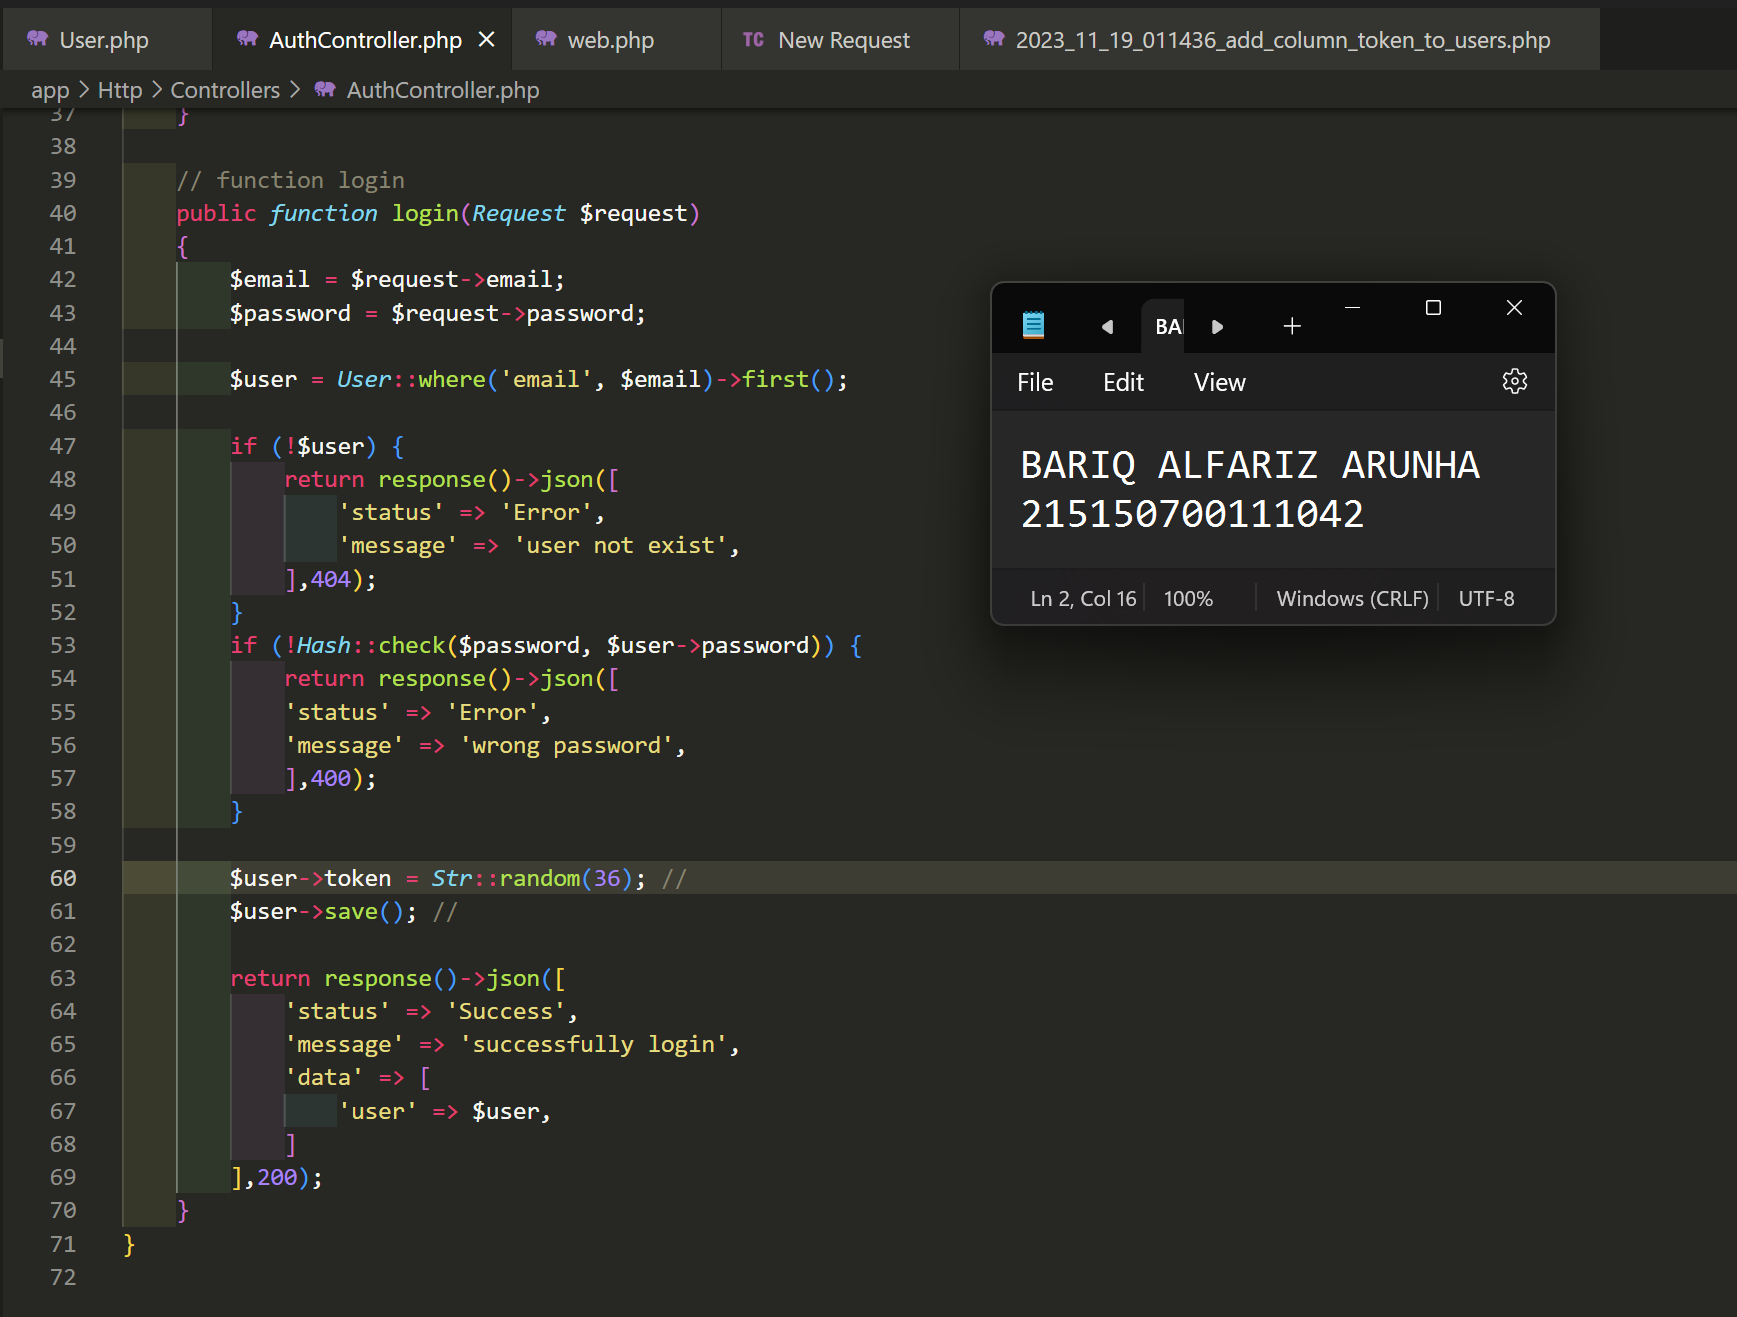 User.php AuthController.php web.php TC New Request 2023_11_19_011436_add_column_token_to_users.php
app > Http > Controllers > AuthController.php
37 }
38
39 // function login
40 public function login(Request $request)
41 {
42 $email = $request->email;
43 $password = $request->password;
44
45 $user = User::where('email', $email)->first();
46
47 if (!$user) {
48 return response()->json([
49 'status' => 'Error',
50 'message' => 'user not exist',
51 ],404);
52 }
53 if (!Hash::check($password, $user->password)) {
54 return response()->json([
55 'status' => 'Error',
56 'message' => 'wrong password',
57 ],400);
58 }
59
60 $user->token = Str::random(36); //
61 $user->save(); //
62
63 return response()->json([
64 'status' => 'Success',
65 'message' => 'successfully login',
66 'data' => [
67 'user' => $user,
68 ]
69 ],200);
70 }
71 }
72
BA
File Edit View
BARIQ ALFARIZ ARUNHA
215150700111042
Ln 2, Col 16 100% Windows (CRLF) UTF-8